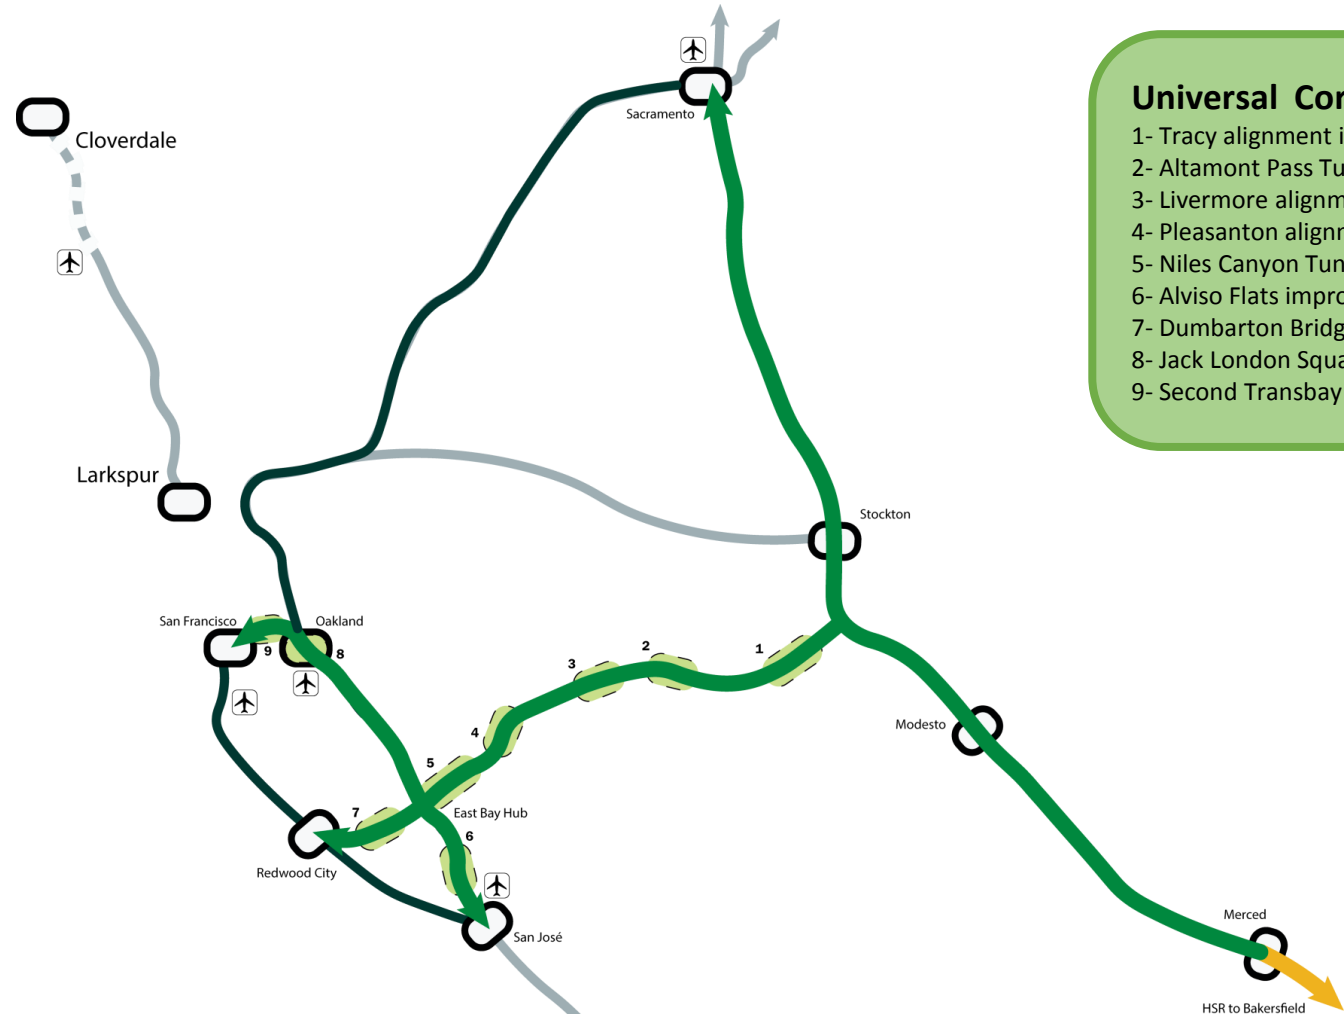 Sacramento
Cloverdale
Universal Cor
1- Tracy alignment i
2- Altamont Pass Tu
3- Livermore alignm
4- Pleasanton alignn
5- Niles Canyon Tun
6- Alviso Flats impro
7- Dumbarton Bridg
8- Jack London Squa
9- Second Transbay
Larkspur
Stockton
San Francisco
Oakland
9
8
3
2
1
4
Modesto
5
7
East Bay Hub
6
Redwood City
San José
Merced
HSR to Bakersfield